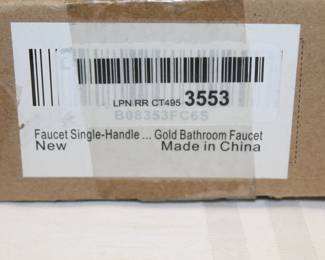 LPN RR CT495 3553
B08353FC6S
Faucet Single-Handle ... Gold Bathroom Faucet
New Made in China